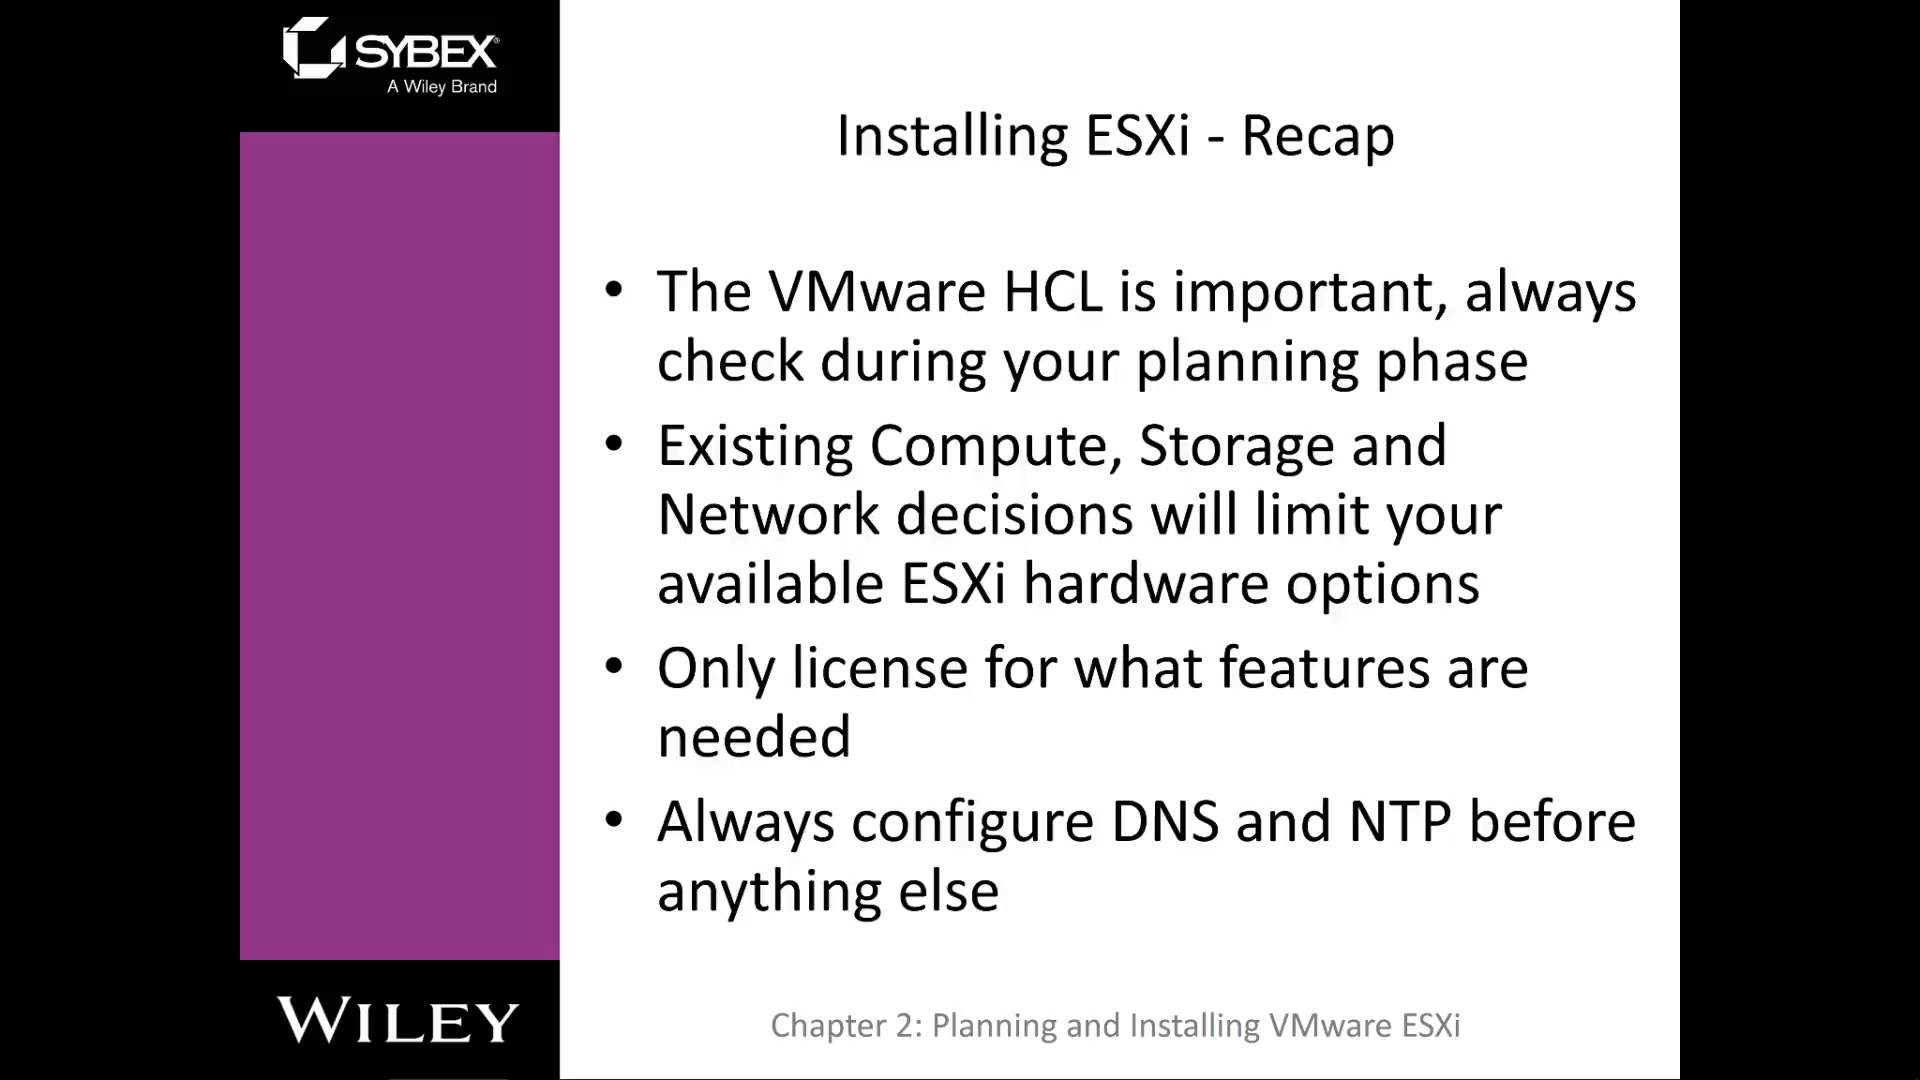 SYBEX®
A Wiley Brand
Installing ESXi - Recap
• The VMware HCL is important, always
check during your planning phase
• Existing Compute, Storage and
Network decisions will limit your
available ESXi hardware options
• Only license for what features are
needed
• Always configure DNS and NTP before
anything else
WILEY
Chapter 2: Planning and Installing VMware ESXi